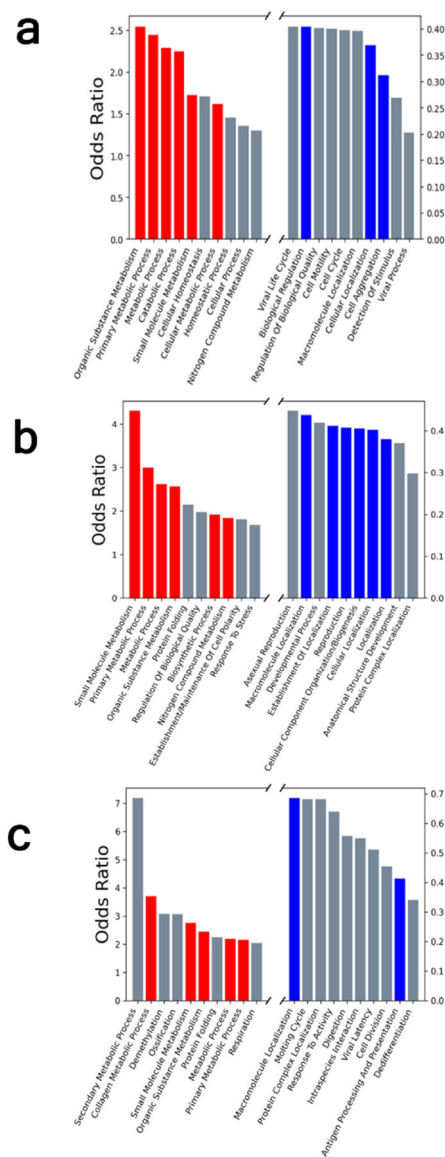 a
Odds Ratio
2.5
2.0
1.5
1.0
0.5
0.0
0.40
0.35
0.30
0.25
0.20
0.15
0.10
0.05
0.00
Organic Substance Metabolism
Primary Metabolic Process
Metabolic Process
Catabolic Process
Small Molecule Metabolism
Cellular Homeostasis
Cellular Metabolic Process
Homeostatic Process
Cellular Process
Nitrogen Compound Metabolism
Viral Life Cycle
Biological Regulation
Regulation Of Biological Quality
Cell Motility
Cell Cycle
Macromolecule Localization
Cellular Localization
Cell Aggregation
Detection Of Stimulus
Viral Process
b
Odds Ratio
4
3
2
1
0
0.4
0.3
0.2
0.1
0.0
Small Molecule Metabolism
Primary Metabolic Process
Metabolic Process
Organic Substance Metabolism
Protein Folding
Regulation Of Biological Quality
Biosynthetic Process
Nitrogen Compound Metabolism
Establishment/Maintenance Of Cell Polarity
Response To Stress
Asexual Reproduction
Macromolecule Localization
Developmental Process
Establishment Of Localization
Reproduction
Cellular Component Organization/Biogenesis
Cellular Localization
Localization
Anatomical Structure Development
Protein Complex Localization
c
Odds Ratio
7
6
5
4
3
2
1
0
0.7
0.6
0.5
0.4
0.3
0.2
0.1
0.0
Secondary Metabolic Process
Collagen Metabolic Process
Demethylation
Ossification
Small Molecule Metabolism
Organic Substance Metabolism
Protein Folding
Metabolic Process
Primary Metabolic Process
Respiration
Macromolecule Localization
Molting Cycle
Protein Complex Localization
Response To Activity
Digestion
Intraspecies Interaction
Viral Latency
Cell Division
Antigen Processing And Presentation
Dedifferentiation